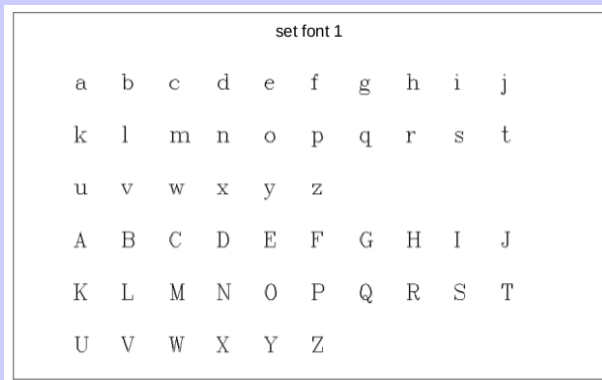 set font 1
a b c d e f g h i j
k l m n o p q r s t
u v w x y z
A B C D E F G H I J
K L M N O P Q R S T
U V W X Y Z